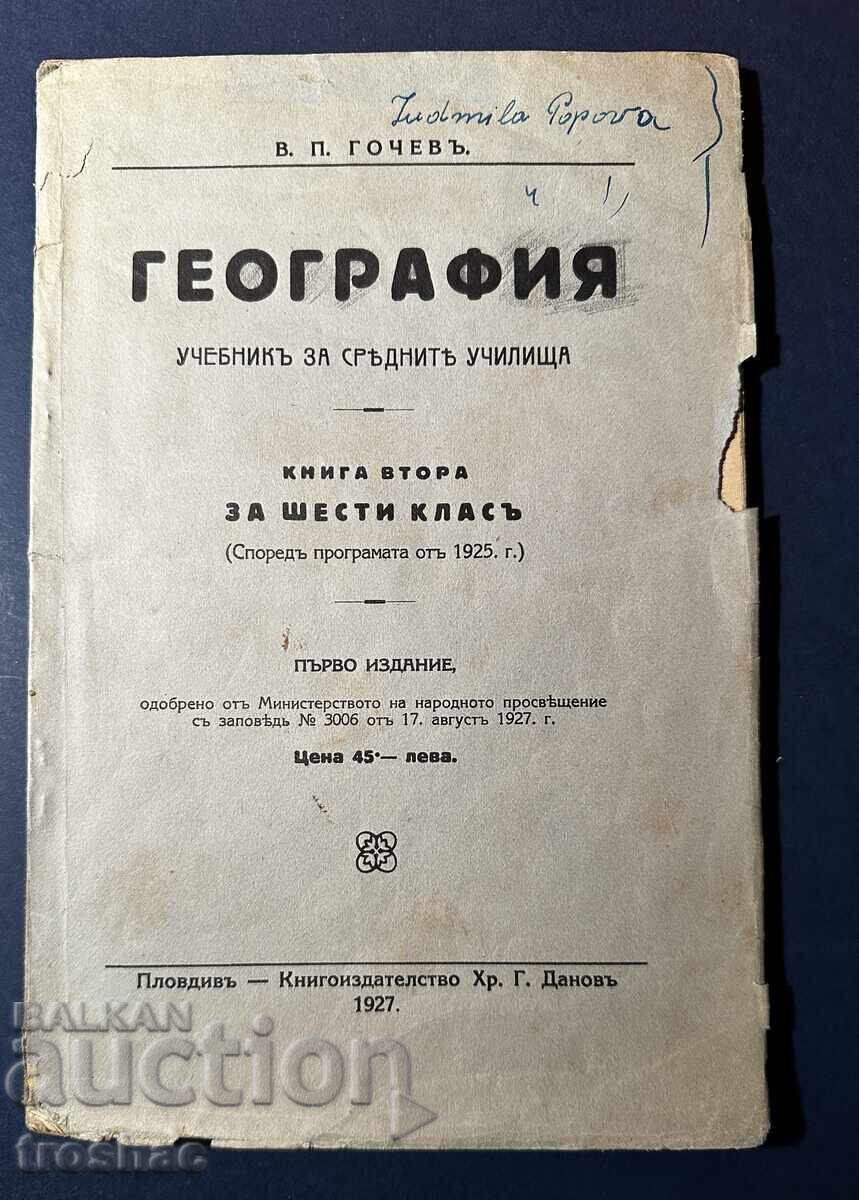 Ludmila Popova
В. П. ГОЧЕВЪ.
ГЕОГРАФИЯ
УЧЕБНИКЪ ЗА СРѢДНИТѢ УЧИЛИЩА
КНИГА ВТОРА
ЗА ШЕСТИ КЛАСЪ
(Споредъ програмата отъ 1925. г.)
ПЪРВО ИЗДАНИЕ,
одобрено отъ Министерството на народното просвѣщение
съ заповѣдь № 3006 отъ 17. августъ 1927. г.
Цена 45·— лева.
Пловдивъ — Книгоиздателство Хр. Г. Дановъ
1927.
BALKAN
auction
trosnac